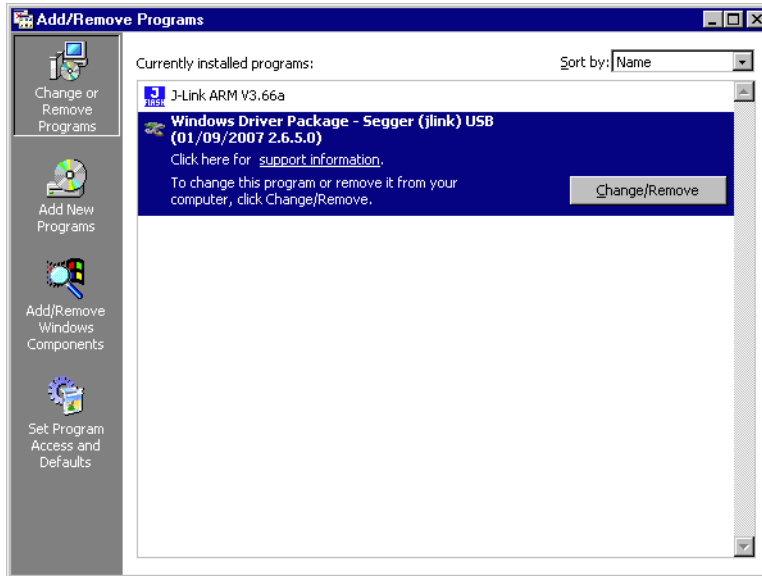 Add/Remove Programs
Change or
Remove
Programs
Add New
Programs
Add/Remove
Windows
Components
Set Program
Access and
Defaults
Currently installed programs:
Sort by: Name
J FLASH J-Link ARM V3.66a
Windows Driver Package - Segger (jlink) USB
(01/09/2007 2.6.5.0)
Click here for support information.
To change this program or remove it from your
computer, click Change/Remove.
Change/Remove